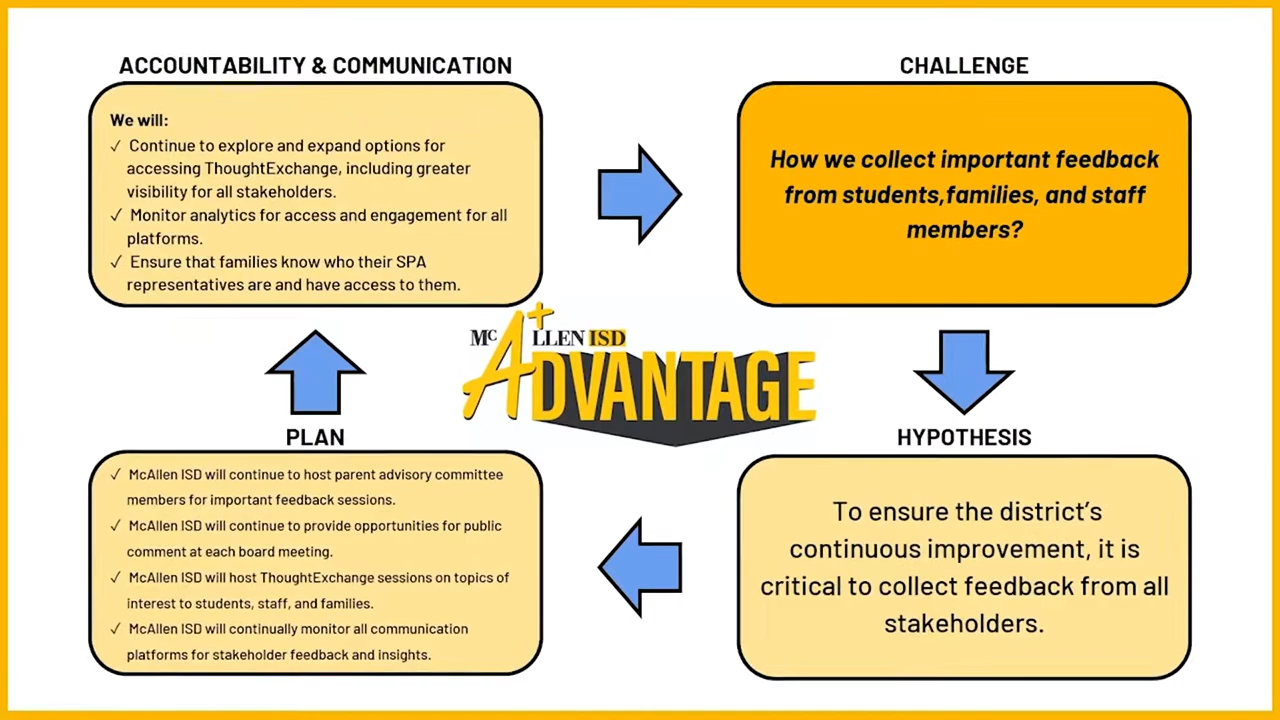 ACCOUNTABILITY & COMMUNICATION
We will:
✓ Continue to explore and expand options for
accessing ThoughtExchange, including greater
visibility for all stakeholders.
✓ Monitor analytics for access and engagement for all
platforms.
✓ Ensure that families know who their SPA
representatives are and have access to them.
CHALLENGE
How we collect important feedback
from students,families, and staff
members?
MCALLEN ISD
A+DVANTAGE
PLAN
✓ McAllen ISD will continue to host parent advisory committee
members for important feedback sessions.
✓ McAllen ISD will continue to provide opportunities for public
comment at each board meeting.
✓ McAllen ISD will host ThoughtExchange sessions on topics of
interest to students, staff, and families.
✓ McAllen ISD will continually monitor all communication
platforms for stakeholder feedback and insights.
HYPOTHESIS
To ensure the district’s
continuous improvement, it is
critical to collect feedback from all
stakeholders.